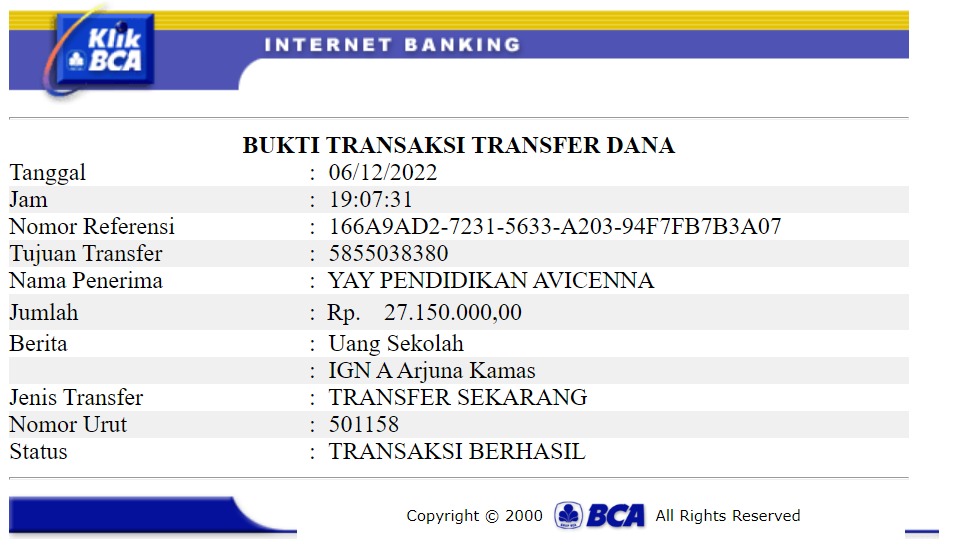 Klik
BCA
INTERNET BANKING
BUKTI TRANSAKSI TRANSFER DANA
Tanggal : 06/12/2022
Jam : 19:07:31
Nomor Referensi : 166A9AD2-7231-5633-A203-94F7FB7B3A07
Tujuan Transfer : 5855038380
Nama Penerima : YAY PENDIDIKAN AVICENNA
Jumlah : Rp. 27.150.000,00
Berita : Uang Sekolah
: IGN A Arjuna Kamas
Jenis Transfer : TRANSFER SEKARANG
Nomor Urut : 501158
Status : TRANSAKSI BERHASIL
Copyright © 2000 BCA All Rights Reserved